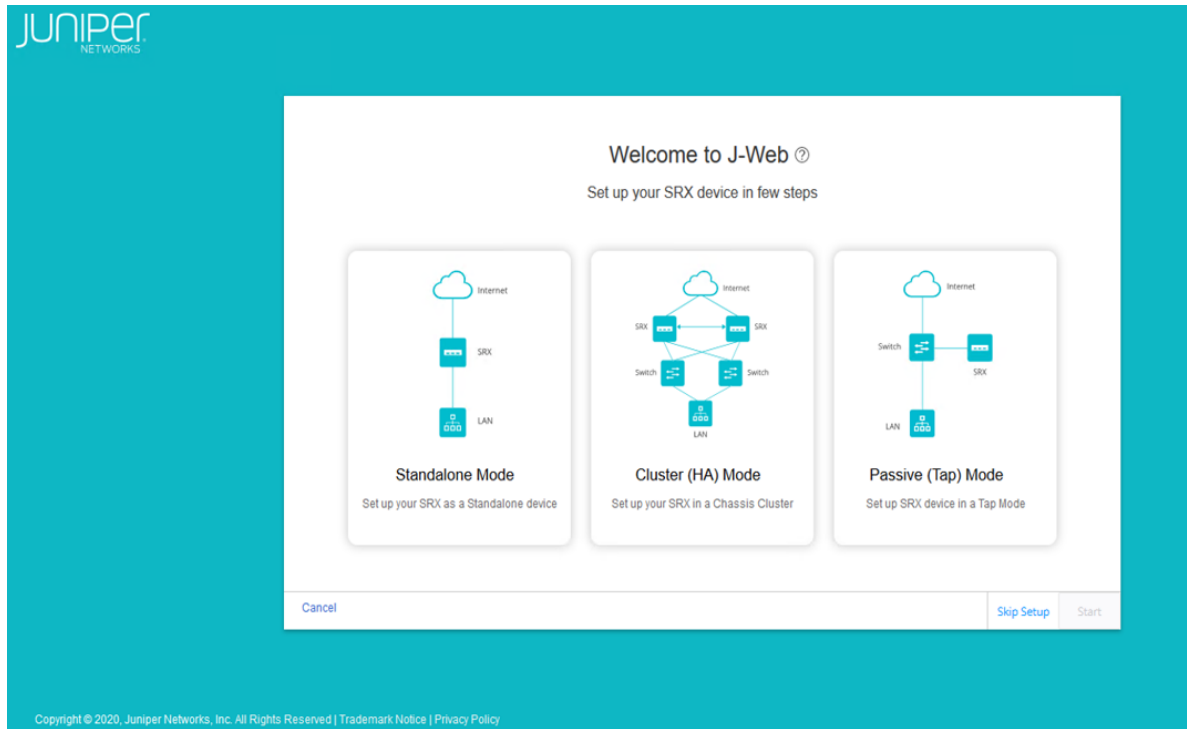 JUNIPER
NETWORKS
Welcome to J-Web ?
Set up your SRX device in few steps
Internet
SRX
LAN
Standalone Mode
Set up your SRX as a Standalone device
Internet
SRX
SRX
Switch
Switch
LAN
Cluster (HA) Mode
Set up your SRX in a Chassis Cluster
Internet
Switch
SRX
LAN
Passive (Tap) Mode
Set up SRX device in a Tap Mode
Cancel
Skip Setup
Start
Copyright © 2020, Juniper Networks, Inc. All Rights Reserved | Trademark Notice | Privacy Policy